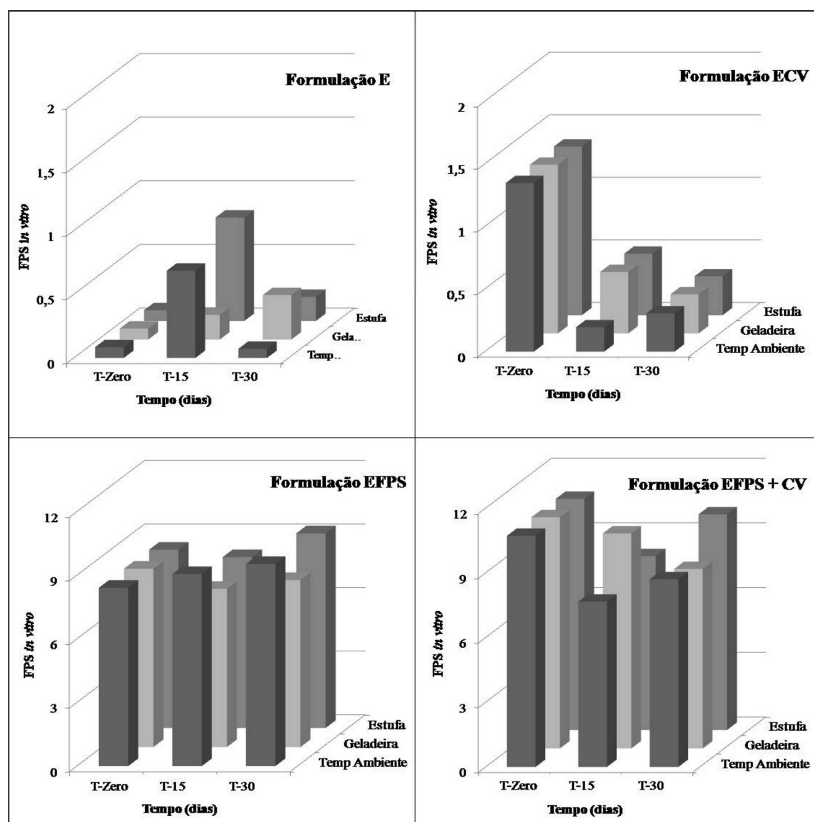 Formulação E
2
1,5
1
0,5
0
FPS in vitro
T-Zero
T-15
T-30
Tempo (dias)
Estufa
Gela..
Temp..
Formulação ECV
2
1,5
1
0,5
0
FPS in vitro
T-Zero
T-15
T-30
Tempo (dias)
Estufa
Geladeira
Temp Ambiente
Formulação EFPS
12
9
6
3
0
FPS in vitro
T-Zero
T-15
T-30
Tempo (dias)
Estufa
Geladeira
Temp Ambiente
Formulação EFPS + CV
12
9
6
3
0
FPS in vitro
T-Zero
T-15
T-30
Tempo (dias)
Estufa
Geladeira
Temp Ambiente